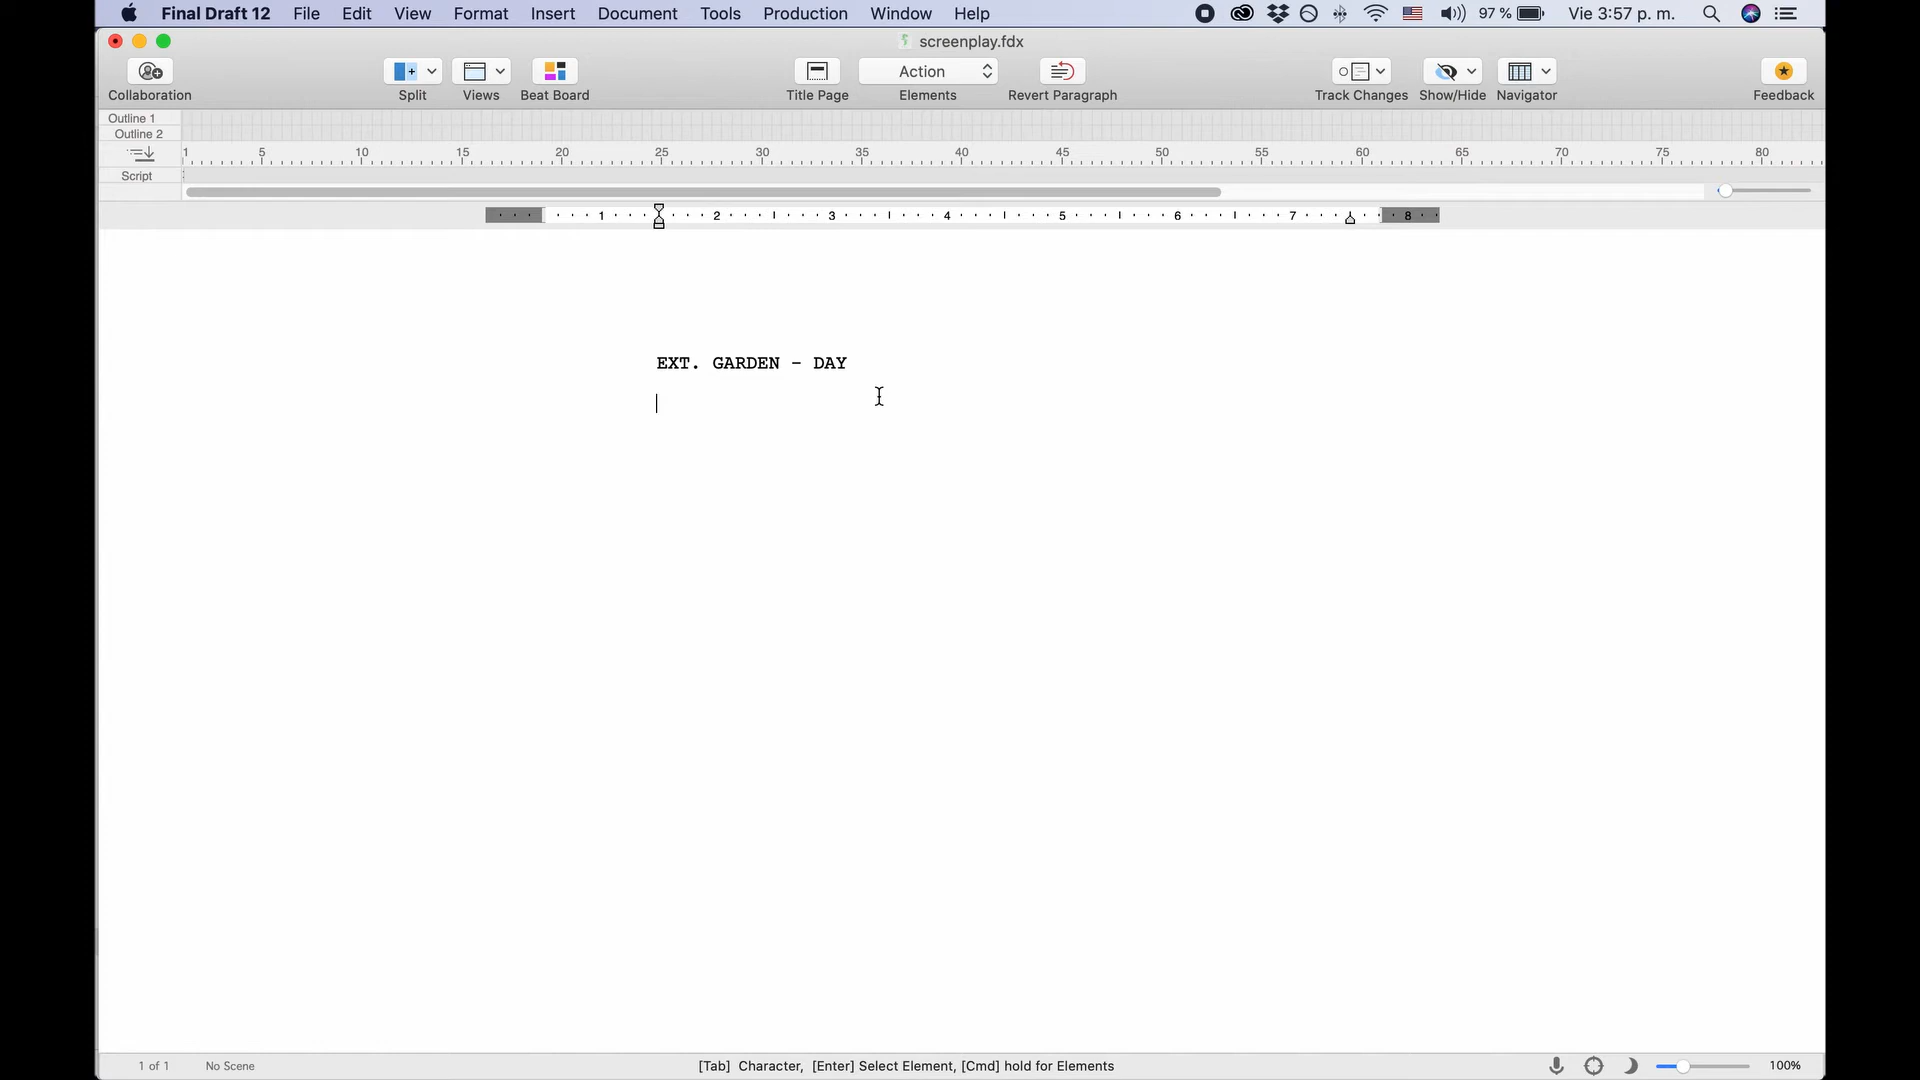 Final Draft 12 File Edit View Format Insert Document Tools Production Window Help 97 % Vie 3:57 p. m.
screenplay.fdx
Action
Collaboration Split Views Beat Board Title Page Elements Revert Paragraph Track Changes Show/Hide Navigator Feedback
Outline 1
Outline 2
1 5 10 15 20 25 30 35 40 45 50 55 60 65 70 75 80
Script
1 2 3 4 5 6 7 8
EXT. GARDEN - DAY
1 of 1 No Scene [Tab] Character, [Enter] Select Element, [Cmd] hold for Elements 100%